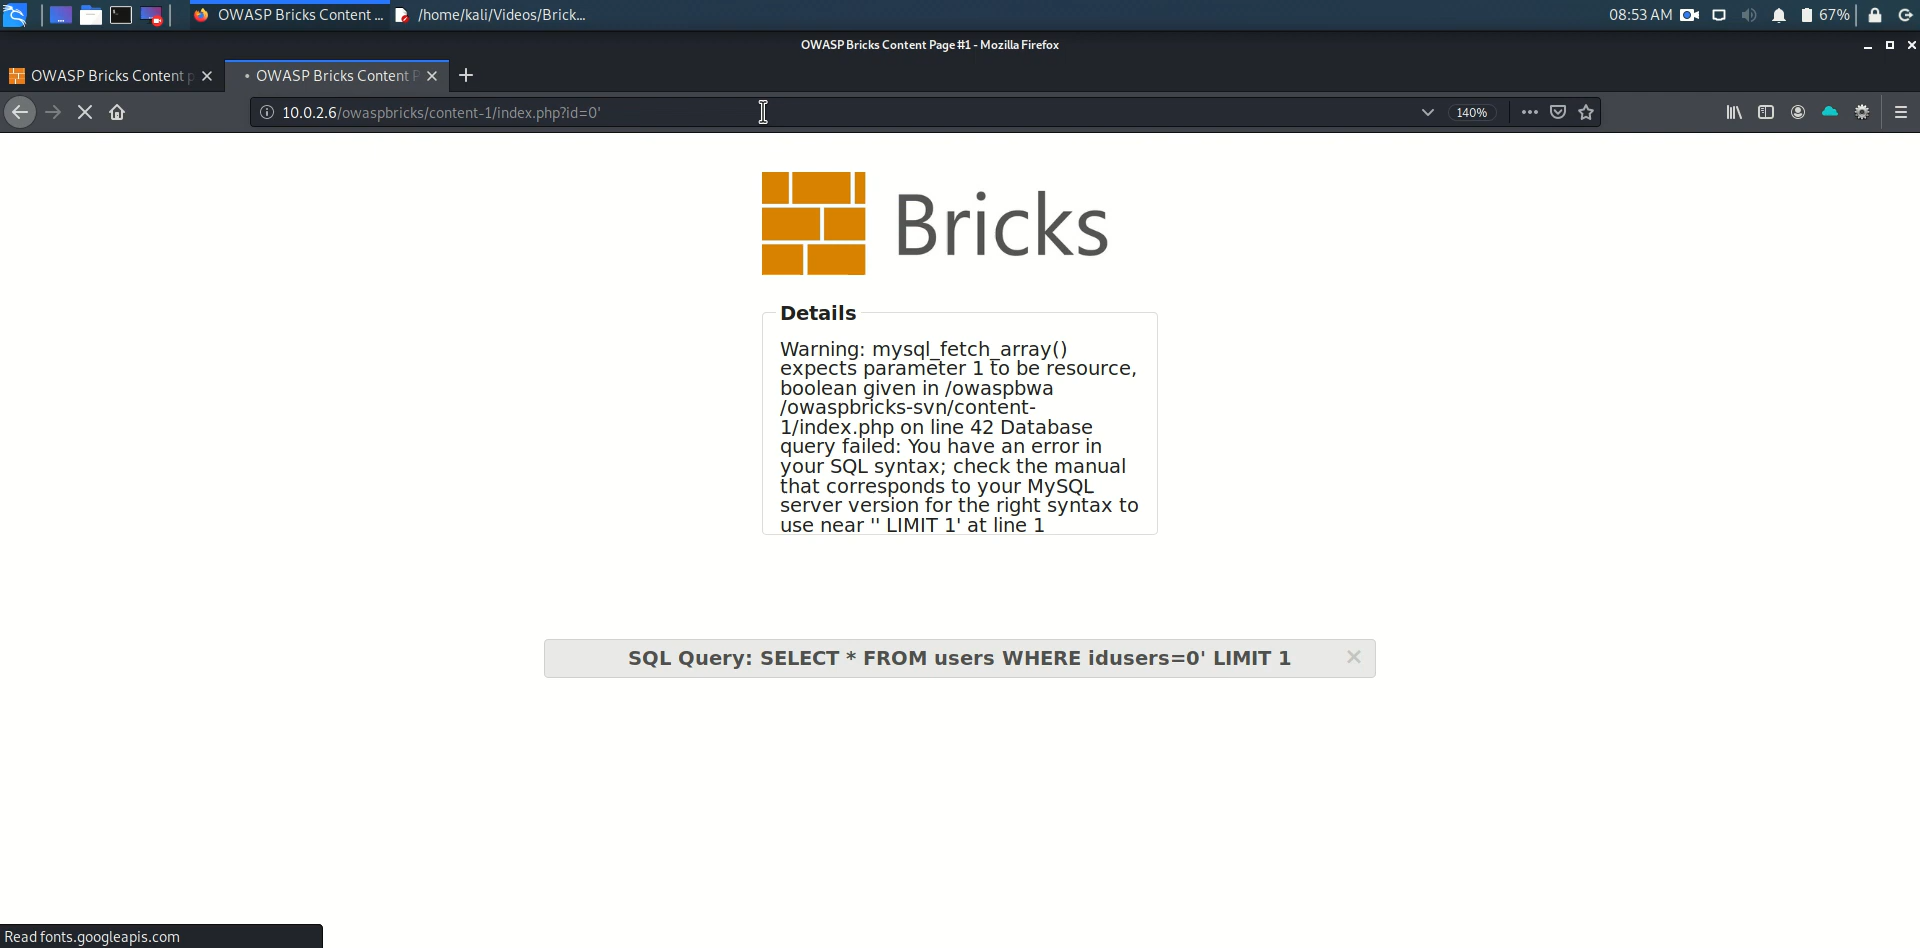 OWASP Bricks Content ...
/home/kali/Videos/Brick...
08:53 AM
67%
OWASP Bricks Content Page #1 - Mozilla Firefox
OWASP Bricks Content p
OWASP Bricks Content P
10.0.2.6/owaspbricks/content-1/index.php?id=0'
140%
Bricks
Details
Warning: mysql_fetch_array()
expects parameter 1 to be resource,
boolean given in /owaspbwa
/owaspbricks-svn/content-
1/index.php on line 42 Database
query failed: You have an error in
your SQL syntax; check the manual
that corresponds to your MySQL
server version for the right syntax to
use near '' LIMIT 1' at line 1
SQL Query: SELECT * FROM users WHERE idusers=0' LIMIT 1
Read fonts.googleapis.com